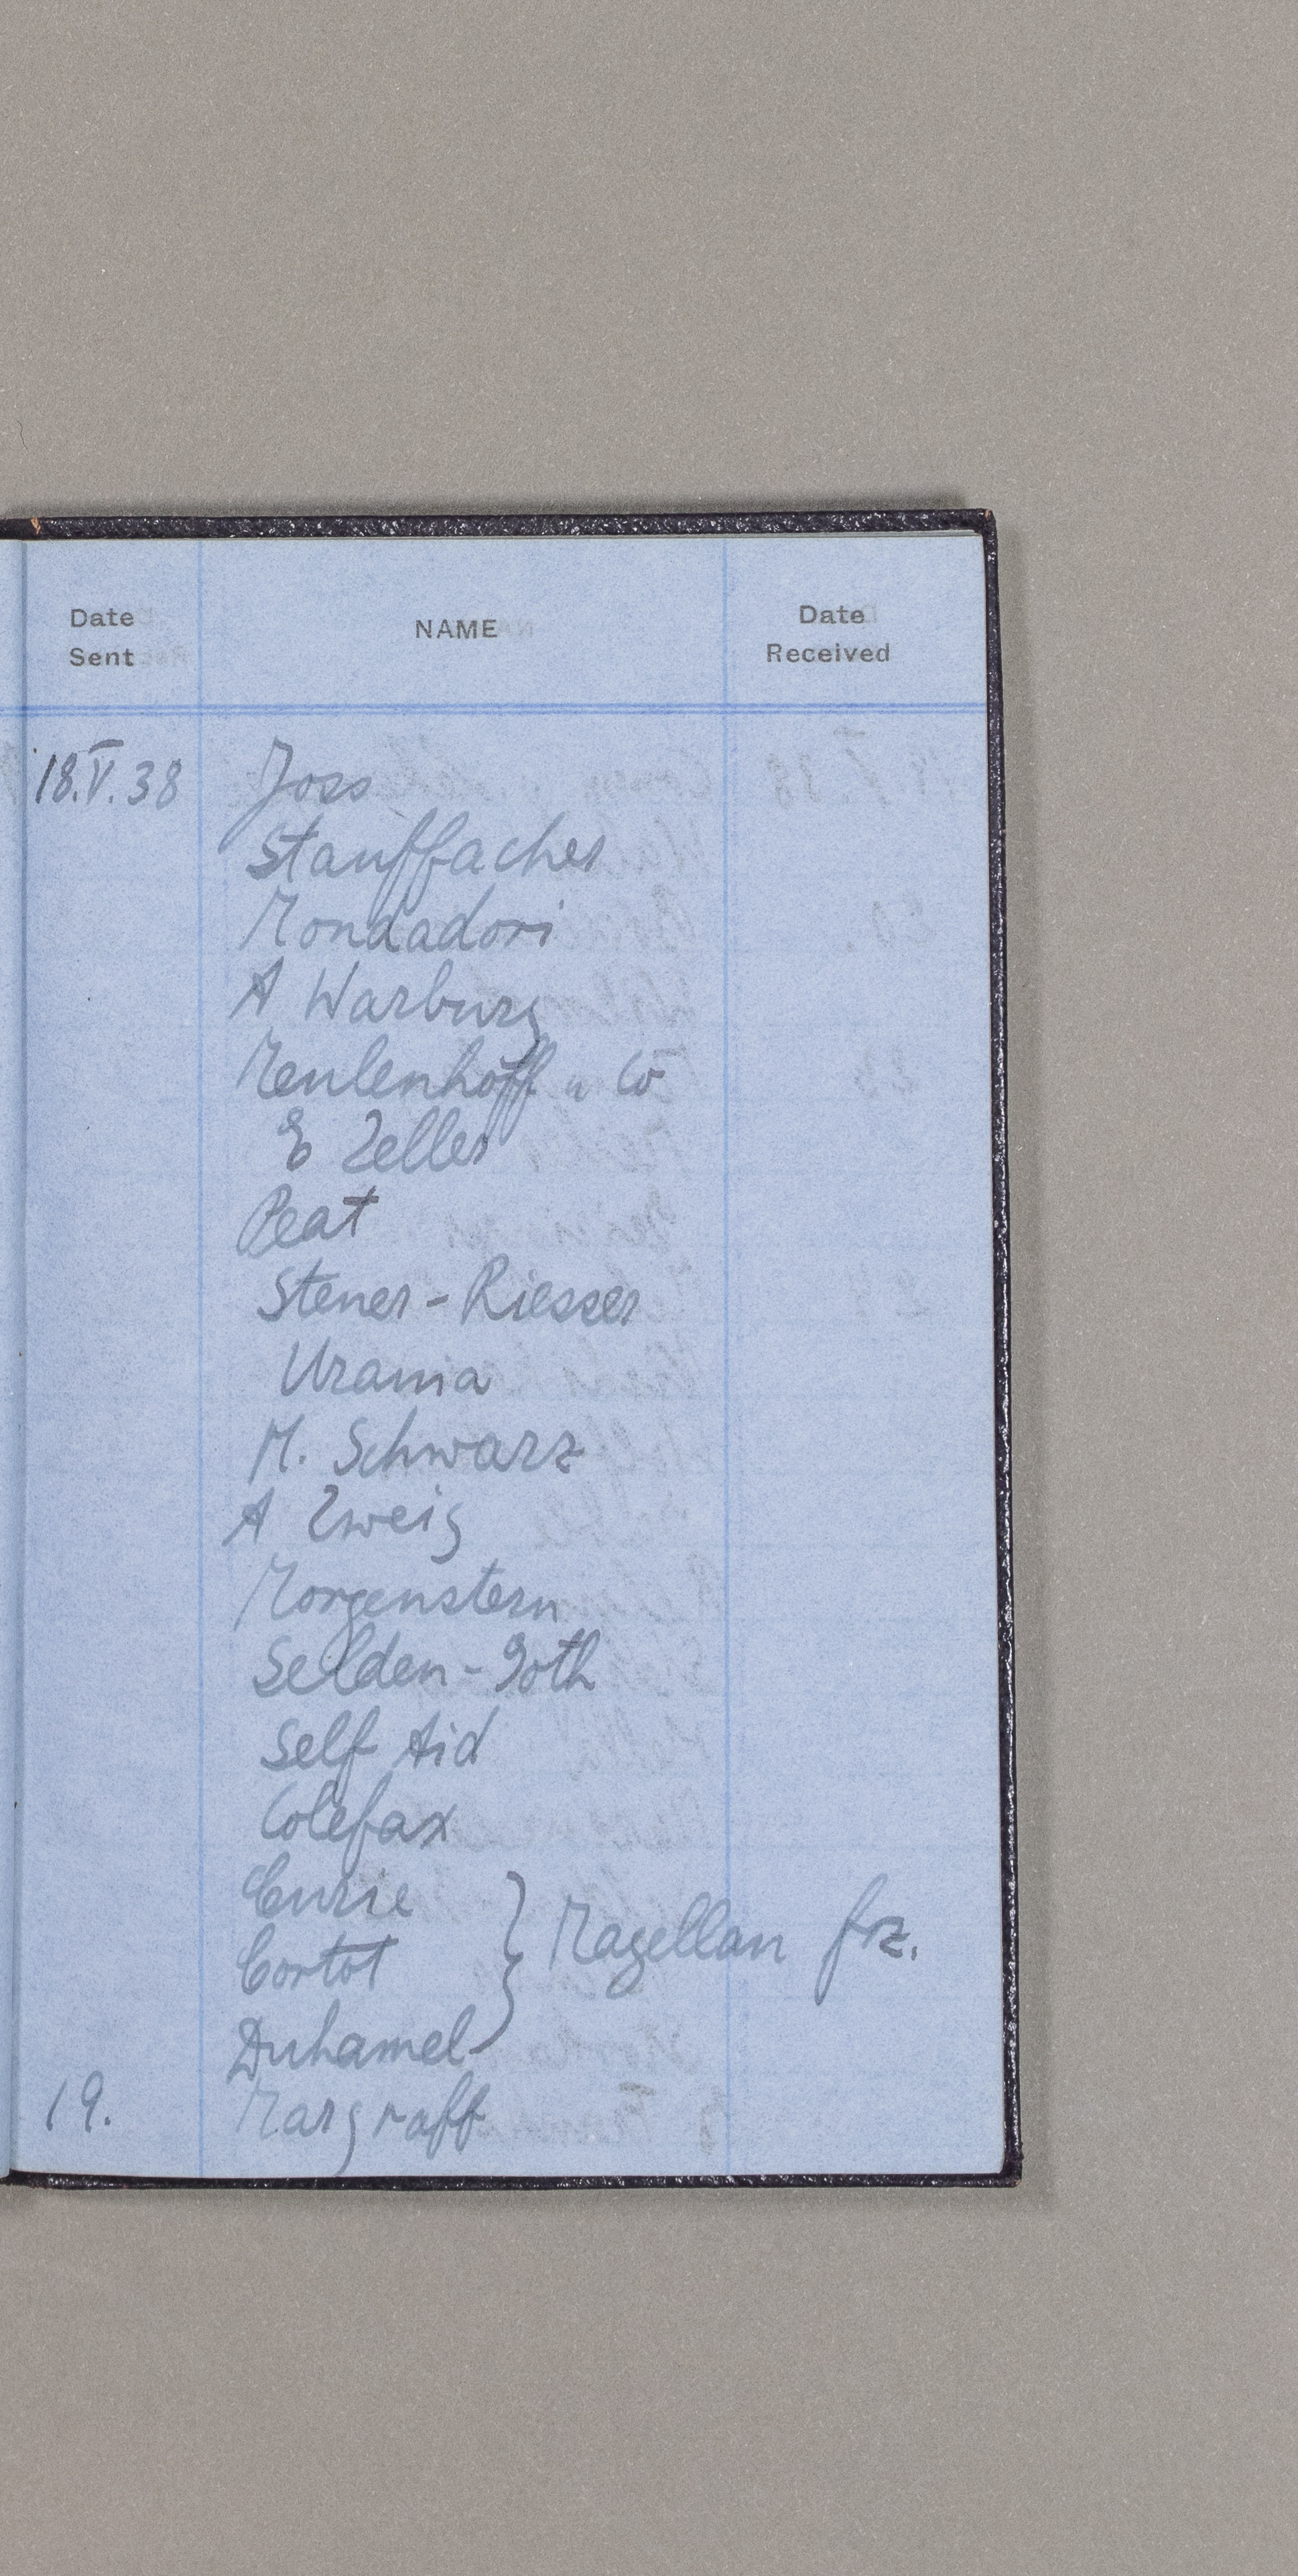 Date Sent NAME Date Received
18.V.38 Joss
Stauffacher
Mondadori
A Warburg
Meulenhoff u Co
E Zeller
Peat
Stener-Riesser
Urania
M. Schwarz
A Zweig
Morgenstern
Selden-Goth
Self Aid
Colefax
Curie
Cortot } Magellan frz.
Duhamel
19. Margraff